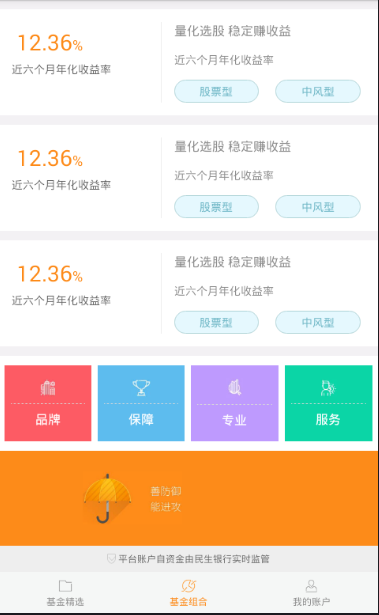 12.36%
近六个月年化收益率
量化选股 稳定赚收益
近六个月年化收益率
股票型 中风型
12.36%
近六个月年化收益率
量化选股 稳定赚收益
近六个月年化收益率
股票型 中风型
12.36%
近六个月年化收益率
量化选股 稳定赚收益
近六个月年化收益率
股票型 中风型
品牌 保障 专业 服务
善防御
能进攻
平台账户自资金由民生银行实时监管
基金精选 基金组合 我的账户